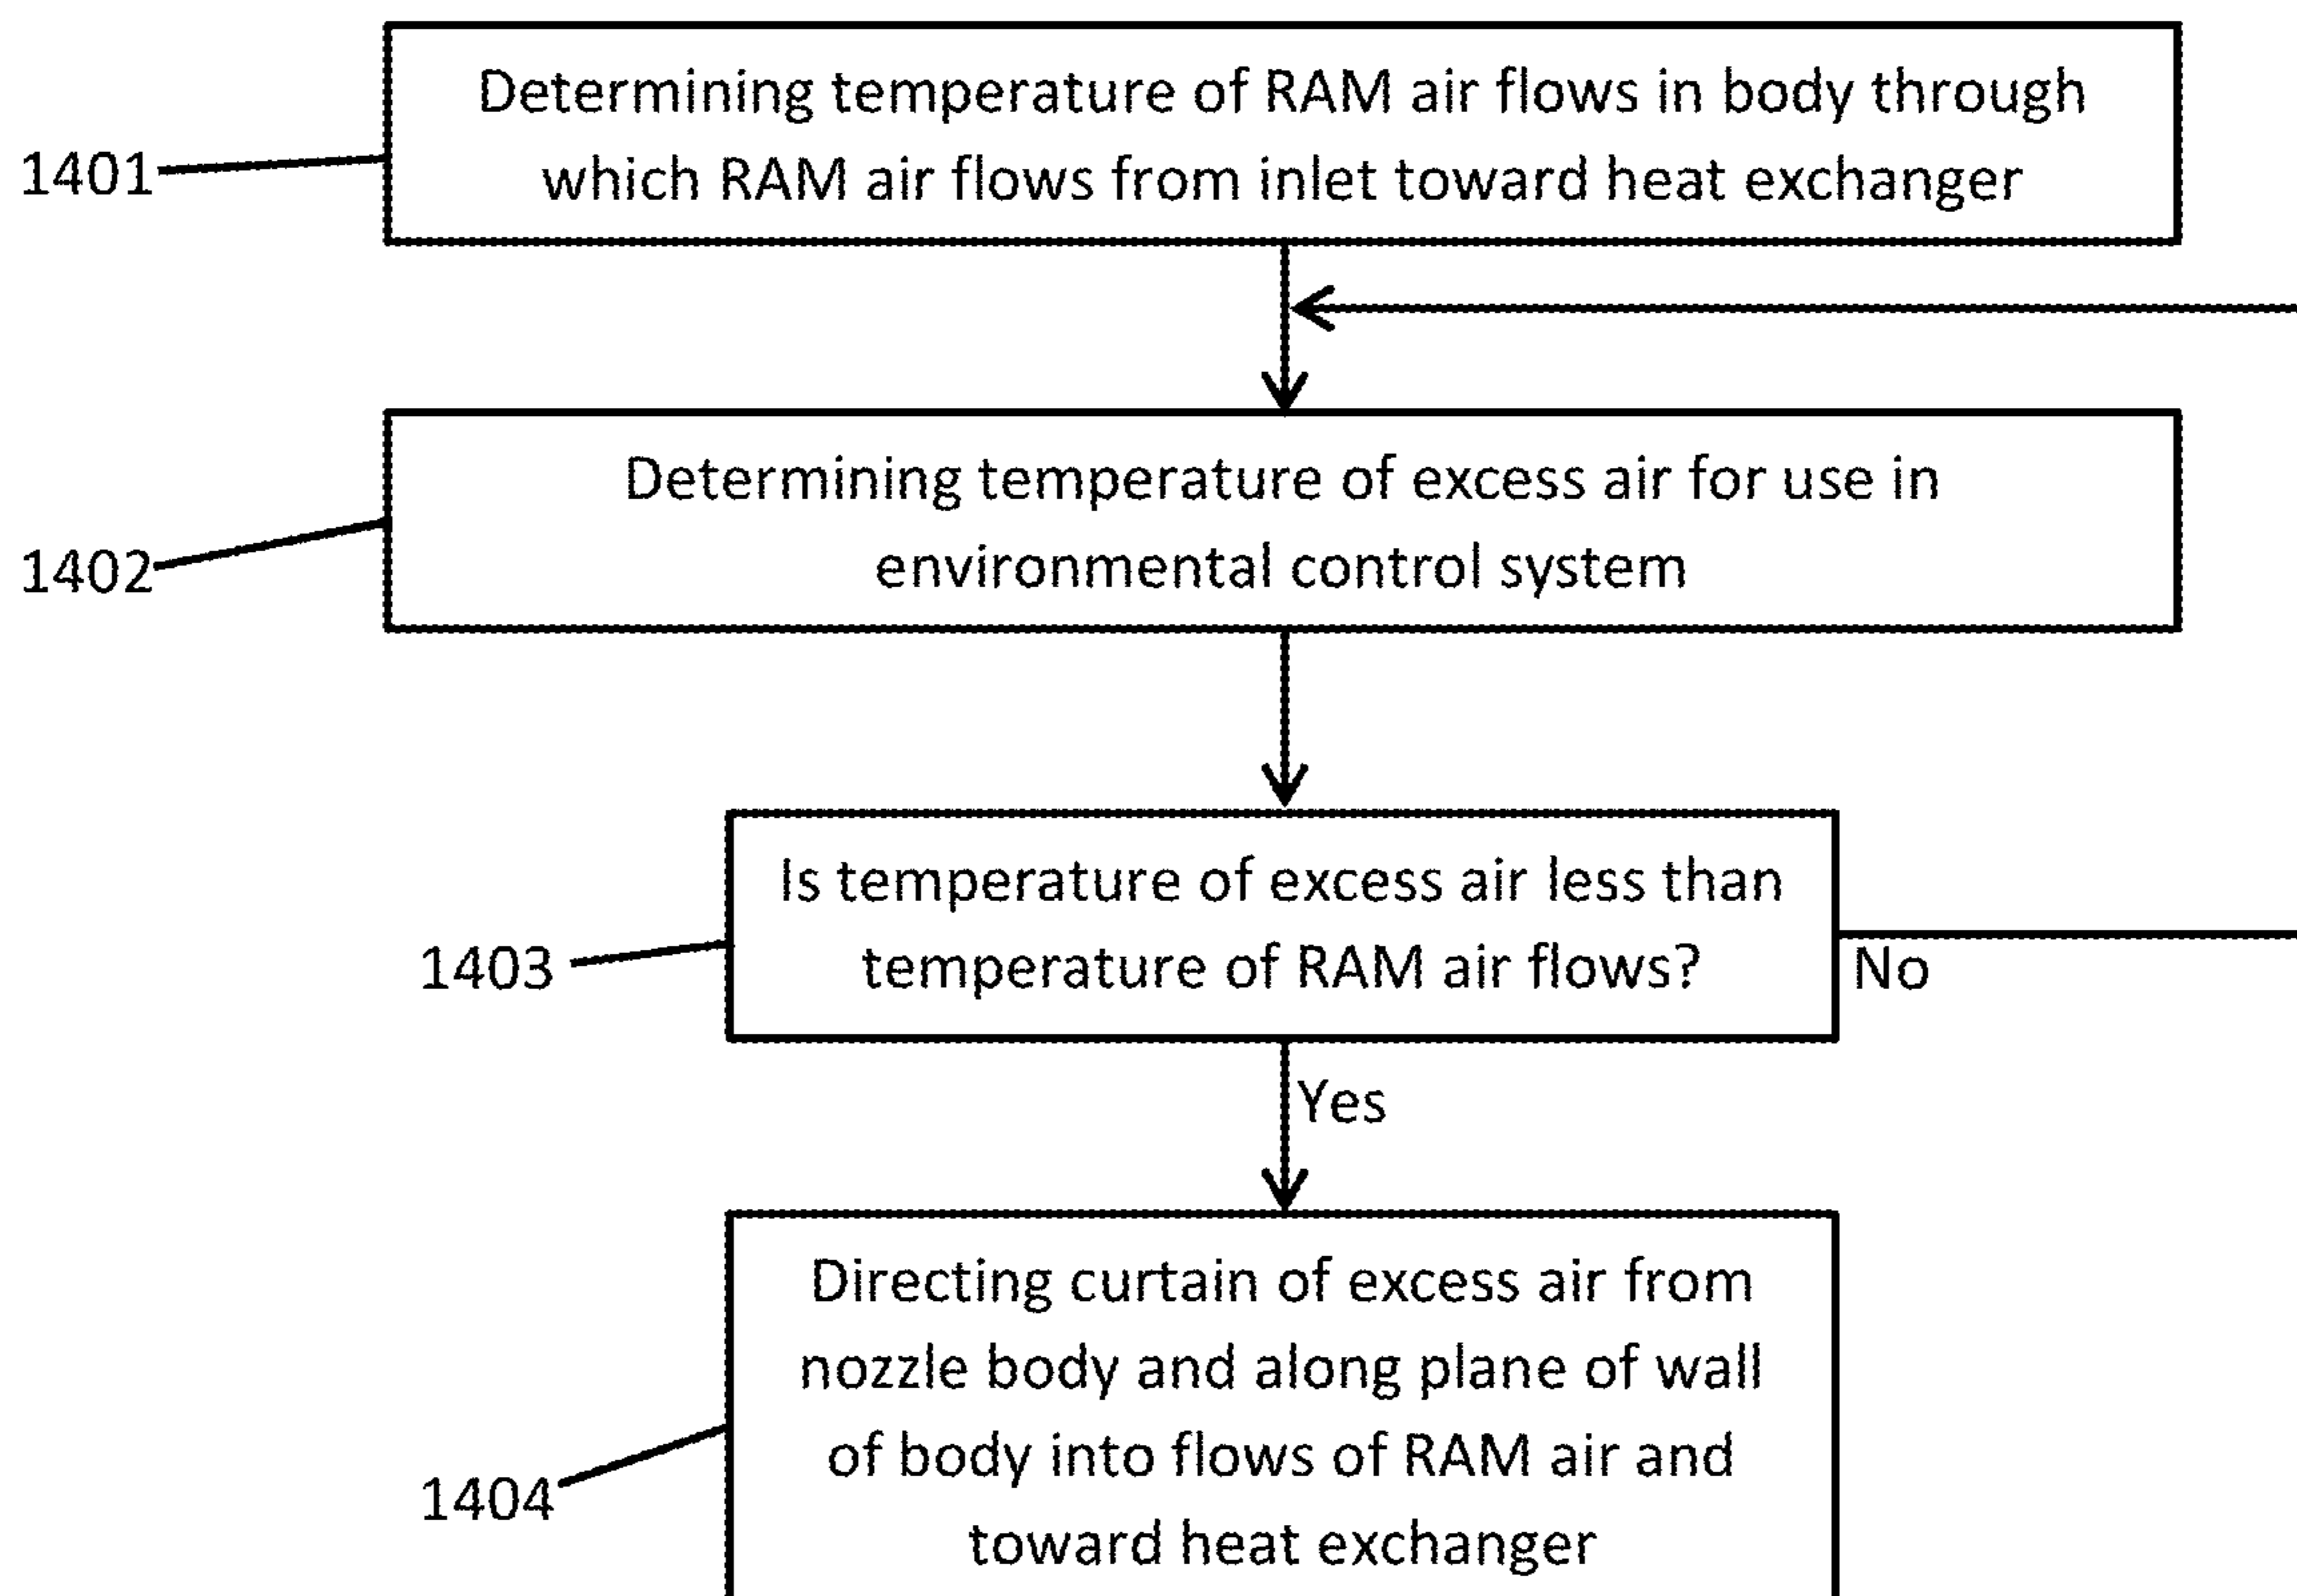 Determining temperature of RAM air flows in body through
1401
which RAM air flows from inlet toward heat exchanger
Determining temperature of excess air for use in
1402
environmental control system
Is temperature of excess air less than
1403
temperature of RAM air flows?
No
Yes
Directing curtain of excess air from
nozzle body and along plane of wall
of body into flows of RAM air and
1404
toward heat exchanger